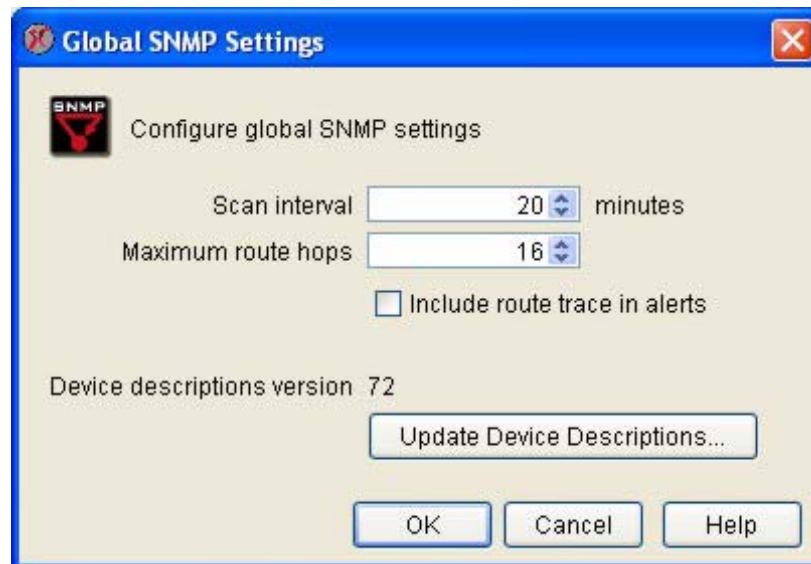 Global SNMP Settings
SNMP
Configure global SNMP settings
Scan interval 20 minutes
Maximum route hops 16
Include route trace in alerts
Device descriptions version 72
Update Device Descriptions...
OK Cancel Help